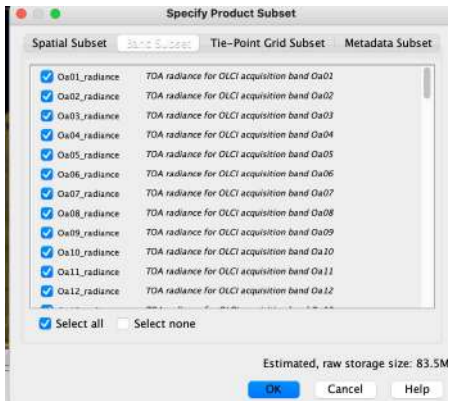 Specify Product Subset
Spatial Subset Band Subset Tie-Point Grid Subset Metadata Subset
Oa01_radiance TOA radiance for OLCI acquisition band Oa01
Oa02_radiance TOA radiance for OLCI acquisition band Oa02
Oa03_radiance TOA radiance for OLCI acquisition band Oa03
Oa04_radiance TOA radiance for OLCI acquisition band Oa04
Oa05_radiance TOA radiance for OLCI acquisition band Oa05
Oa06_radiance TOA radiance for OLCI acquisition band Oa06
Oa07_radiance TOA radiance for OLCI acquisition band Oa07
Oa08_radiance TOA radiance for OLCI acquisition band Oa08
Oa09_radiance TOA radiance for OLCI acquisition band Oa09
Oa10_radiance TOA radiance for OLCI acquisition band Oa10
Oa11_radiance TOA radiance for OLCI acquisition band Oa11
Oa12_radiance TOA radiance for OLCI acquisition band Oa12
Select all Select none
Estimated, raw storage size: 83.5M
OK Cancel Help